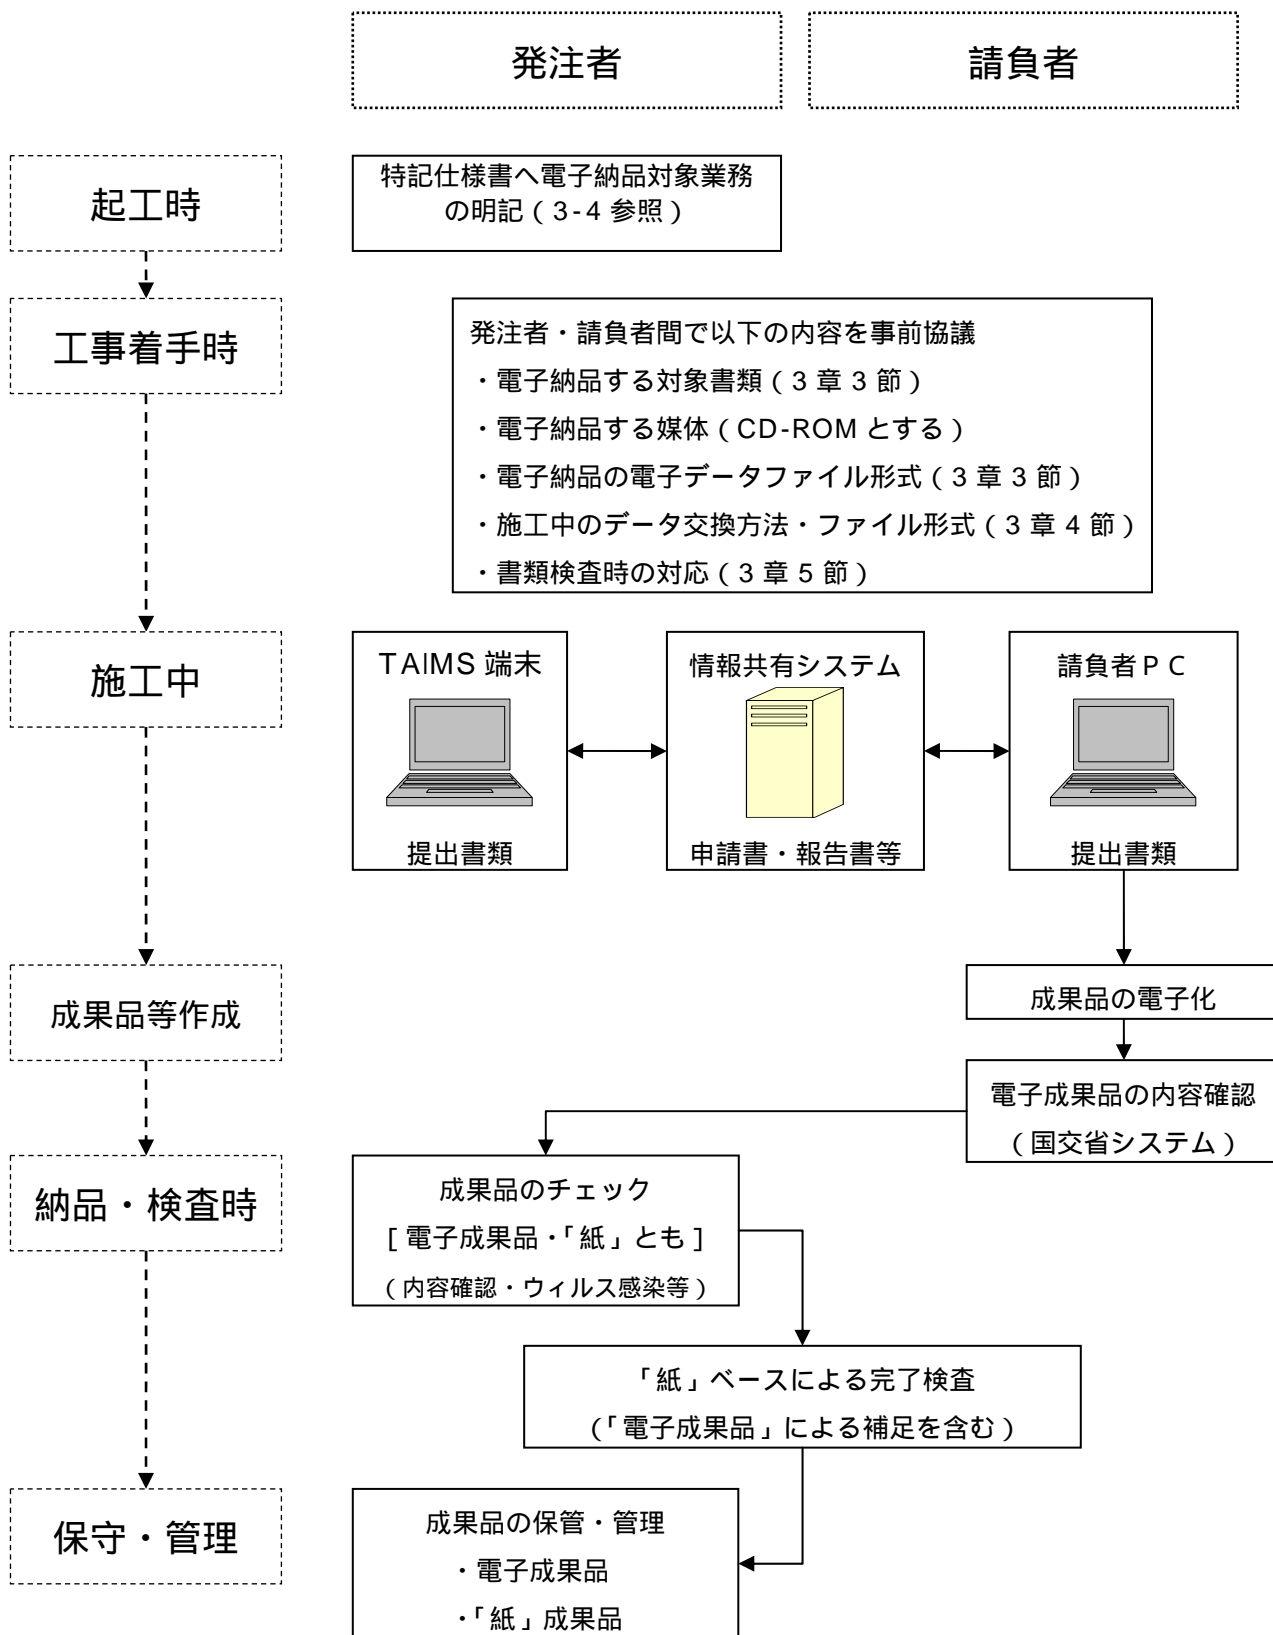 発注者
請負者
起工時
特記仕様書へ電子納品対象業務
の明記（3-4 参照）
工事着手時
発注者・請負者間で以下の内容を事前協議
・電子納品する対象書類（3 章 3 節）
・電子納品する媒体（CD-ROM とする）
・電子納品の電子データファイル形式（3 章 3 節）
・施工中のデータ交換方法・ファイル形式（3 章 4 節）
・書類検査時の対応（3 章 5 節）
施工中
TAIMS 端末
提出書類
情報共有システム
申請書・報告書等
請負者ＰＣ
提出書類
成果品等作成
成果品の電子化
電子成果品の内容確認
（国交省システム）
納品・検査時
成果品のチェック
[ 電子成果品・「紙」とも ]
（内容確認・ウィルス感染等）
「紙」ベースによる完了検査
（「電子成果品」による補足を含む）
保守・管理
成果品の保管・管理
・電子成果品
・「紙」成果品